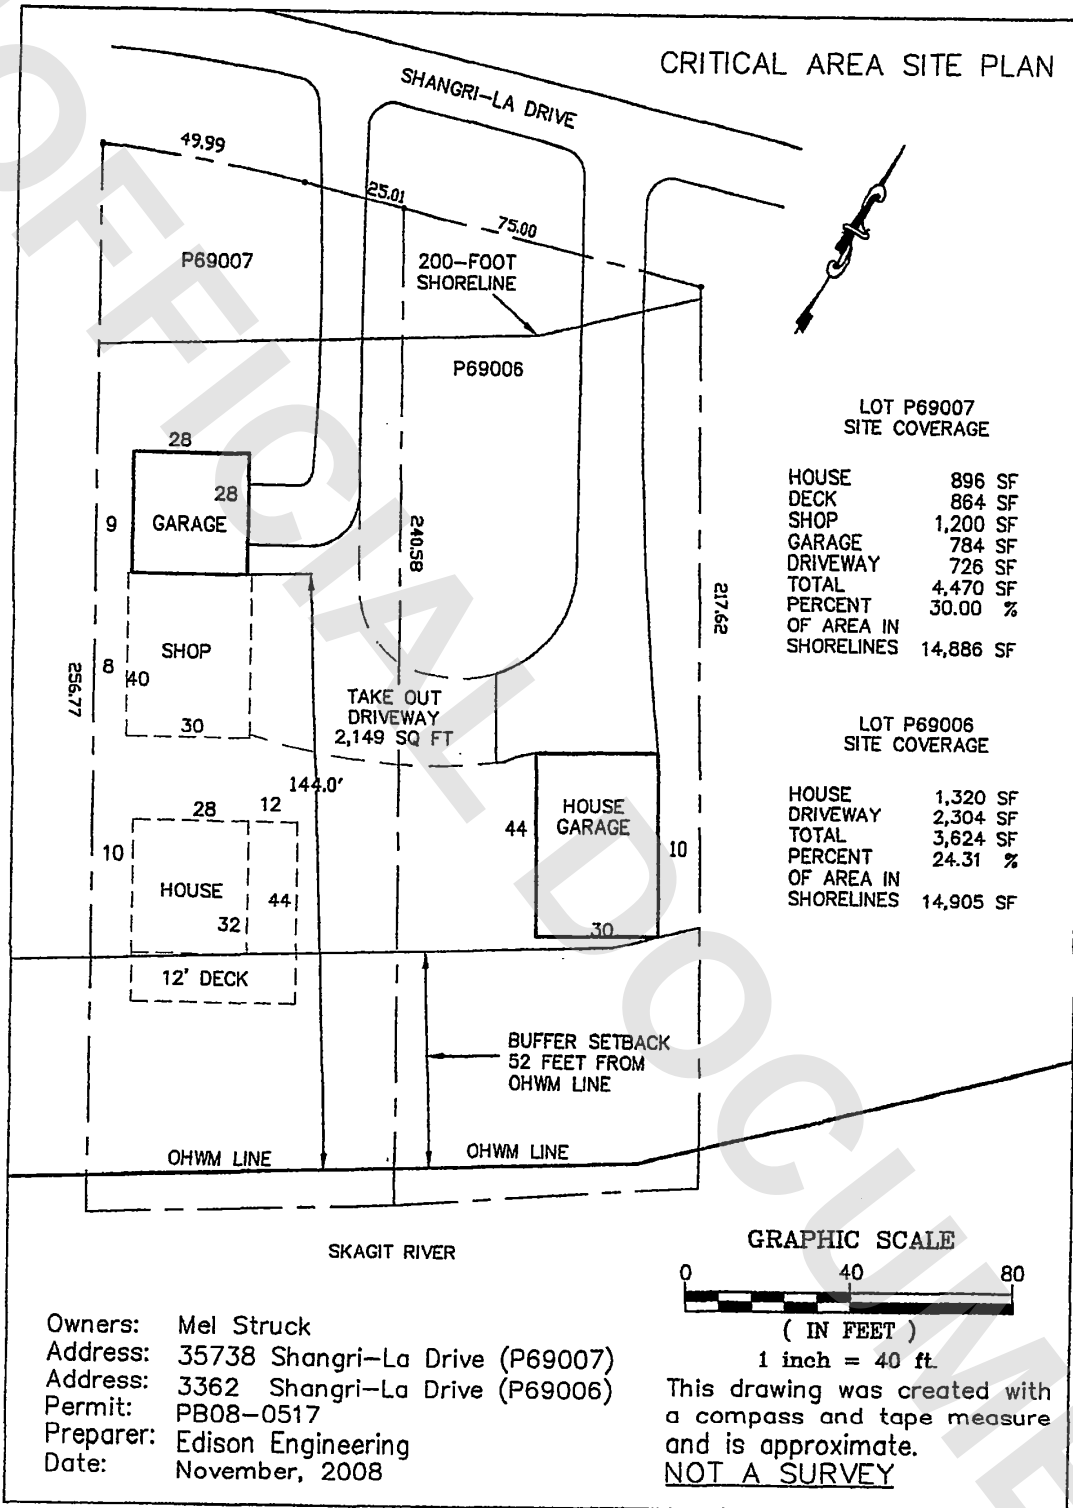 CRITICAL AREA SITE PLAN
SHANGRI-LA DRIVE
49.99
25.01
75.00
P69007
200-FOOT
SHORELINE
P69006
28
28
GARAGE
9
240.58
217.62
256.77
SHOP
8
40
30
TAKE OUT
DRIVEWAY
2,149 SQ FT
144.0'
28
12
10
HOUSE
44
32
12' DECK
HOUSE
GARAGE
44
10
30
BUFFER SETBACK
52 FEET FROM
OHWM LINE
OHWM LINE
OHWM LINE
SKAGIT RIVER
LOT P69007
SITE COVERAGE
HOUSE 896 SF
DECK 864 SF
SHOP 1,200 SF
GARAGE 784 SF
DRIVEWAY 726 SF
TOTAL 4,470 SF
PERCENT 30.00 %
OF AREA IN
SHORELINES 14,886 SF
LOT P69006
SITE COVERAGE
HOUSE 1,320 SF
DRIVEWAY 2,304 SF
TOTAL 3,624 SF
PERCENT 24.31 %
OF AREA IN
SHORELINES 14,905 SF
GRAPHIC SCALE
0 40 80
( IN FEET )
1 inch = 40 ft.
This drawing was created with
a compass and tape measure
and is approximate.
NOT A SURVEY
Owners: Mel Struck
Address: 35738 Shangri-La Drive (P69007)
Address: 3362 Shangri-La Drive (P69006)
Permit: PB08-0517
Preparer: Edison Engineering
Date: November, 2008
OFFICIAL DOCUME